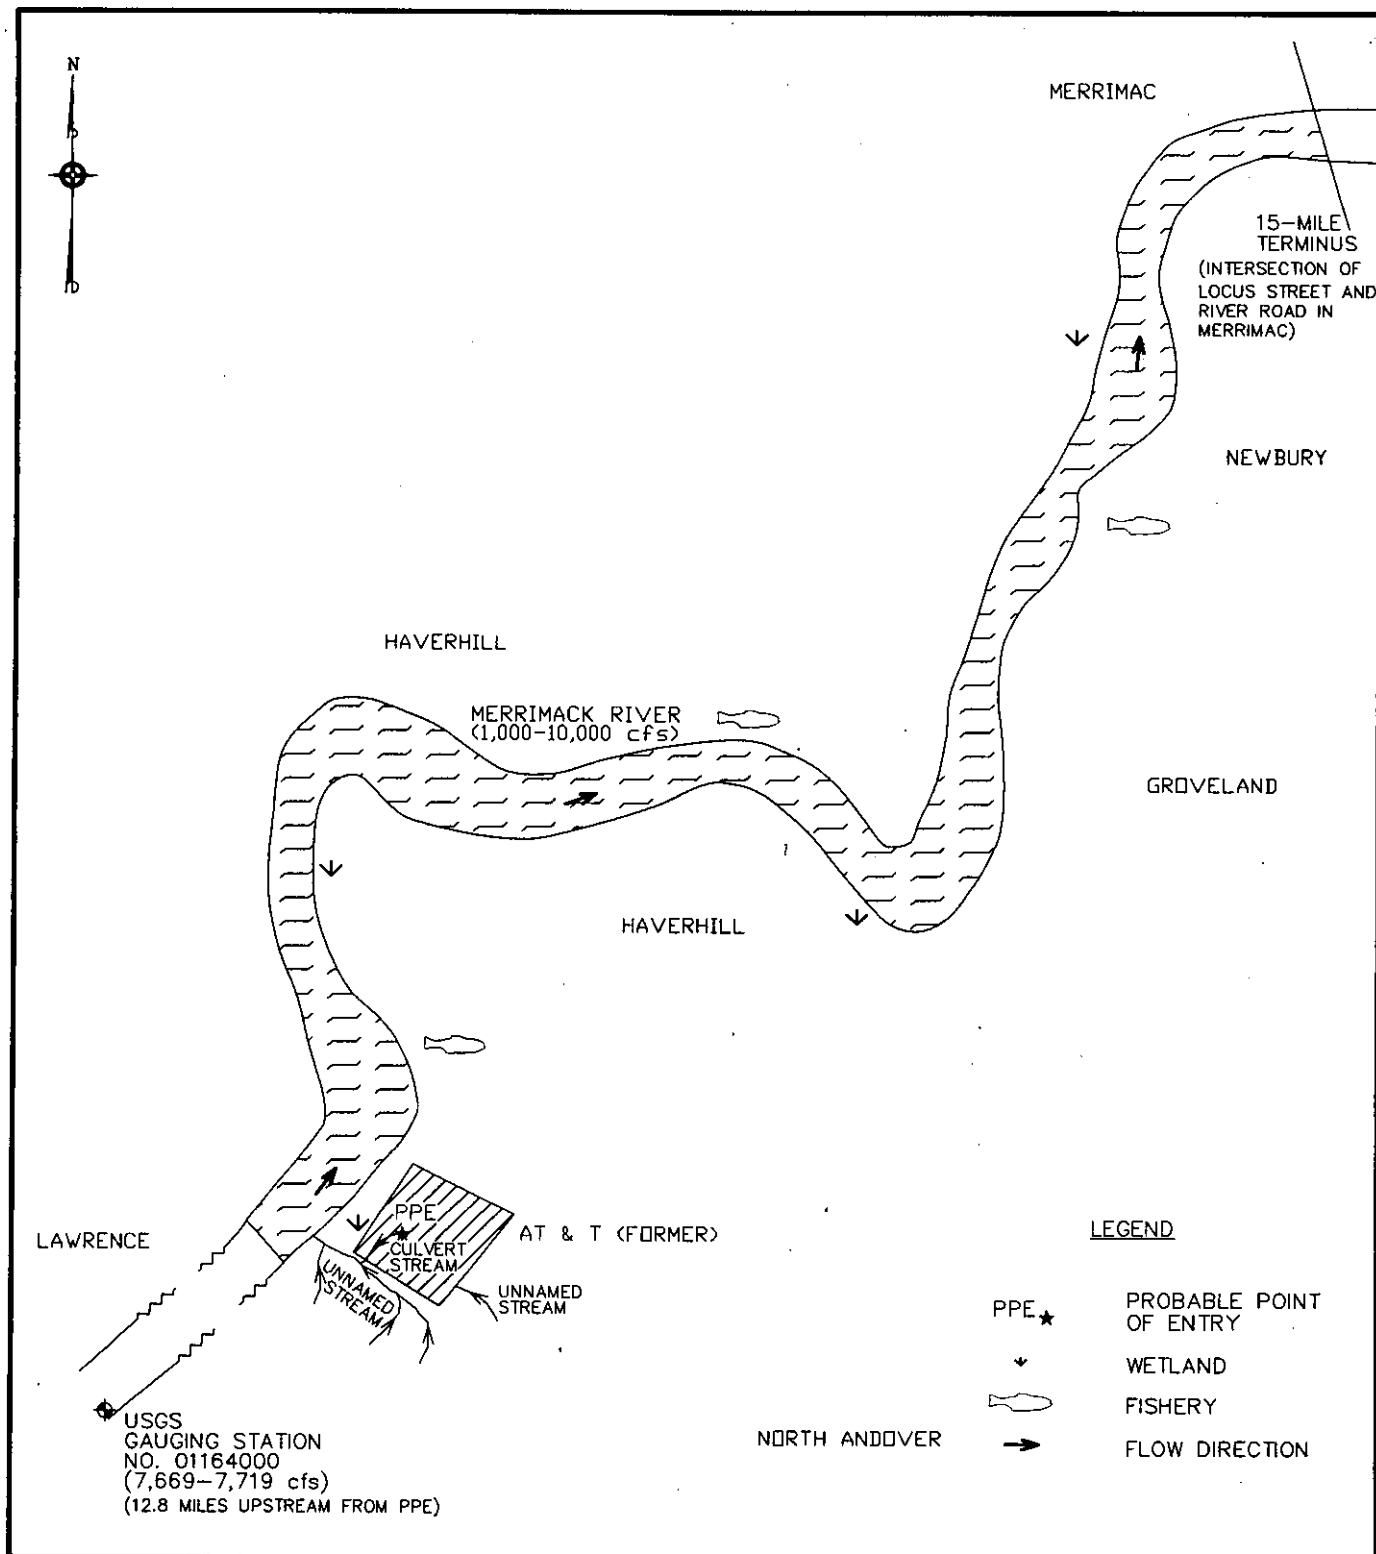 N
MERRIMAC
15-MILE
TERMINUS
(INTERSECTION OF
LOCUS STREET AND
RIVER ROAD IN
MERRIMAC)
NEWBURY
HAVERHILL
MERRIMACK RIVER
(1,000-10,000 cfs)
GROVELAND
HAVERHILL
LAWRENCE
PPE
CULVERT
STREAM
AT & T (FORMER)
UNNAMED
STREAM
UNNAMED
STREAM
USGS
GAUGING STATION
NO. 01164000
(7,669-7,719 cfs)
(12.8 MILES UPSTREAM FROM PPE)
NORTH ANDOVER
LEGEND
PPE PROBABLE POINT
OF ENTRY
WETLAND
FISHERY
FLOW DIRECTION